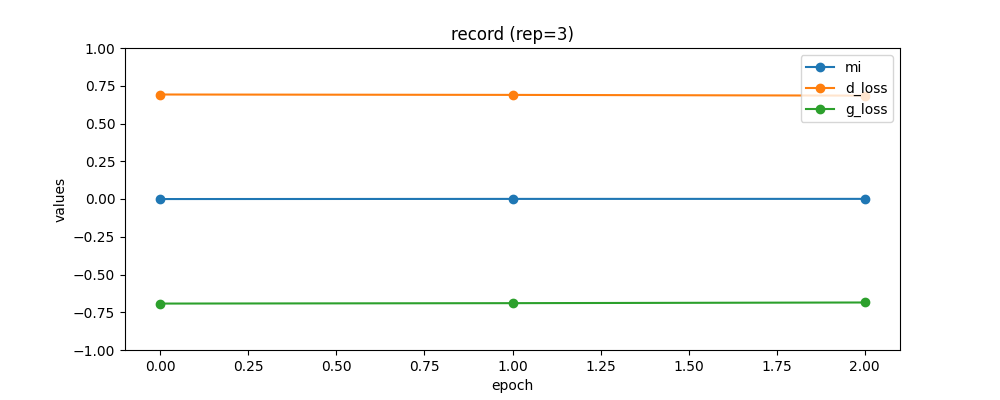 record (rep=3)
1.00
0.75
0.50
0.25
0.00
−0.25
−0.50
−0.75
−1.00
values
mi
d_loss
g_loss
0.00 0.25 0.50 0.75 1.00 1.25 1.50 1.75 2.00
epoch